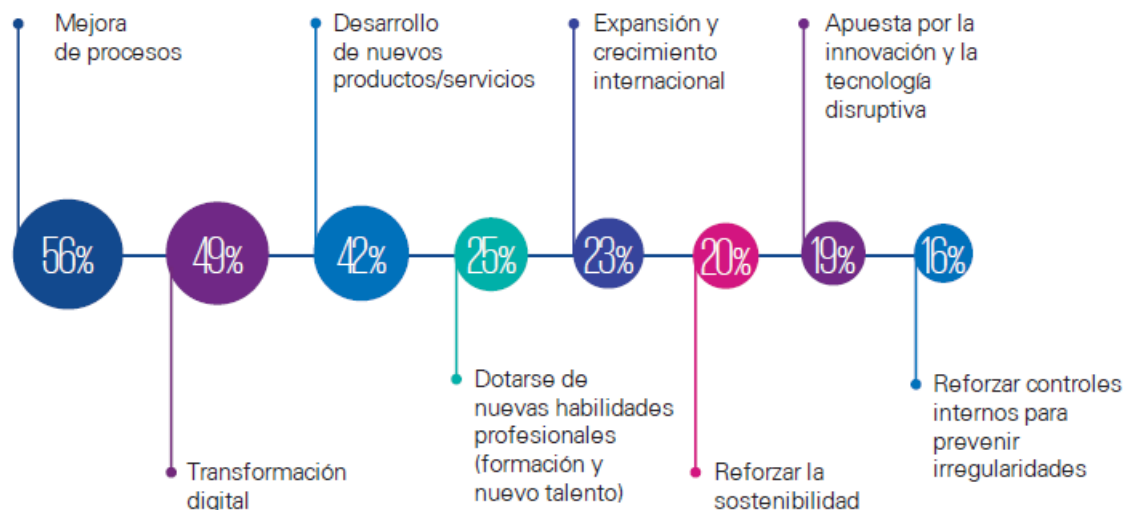 Mejora
de procesos
Desarrollo
de nuevos
productos/servicios
Expansión y
crecimiento
internacional
Apuesta por la
innovación y la
tecnología
disruptiva
56%
49%
42%
25%
23%
20%
19%
16%
Transformación
digital
Dotarse de
nuevas habilidades
profesionales
(formación y
nuevo talento)
Reforzar la
sostenibilidad
Reforzar controles
internos para
prevenir
irregularidades